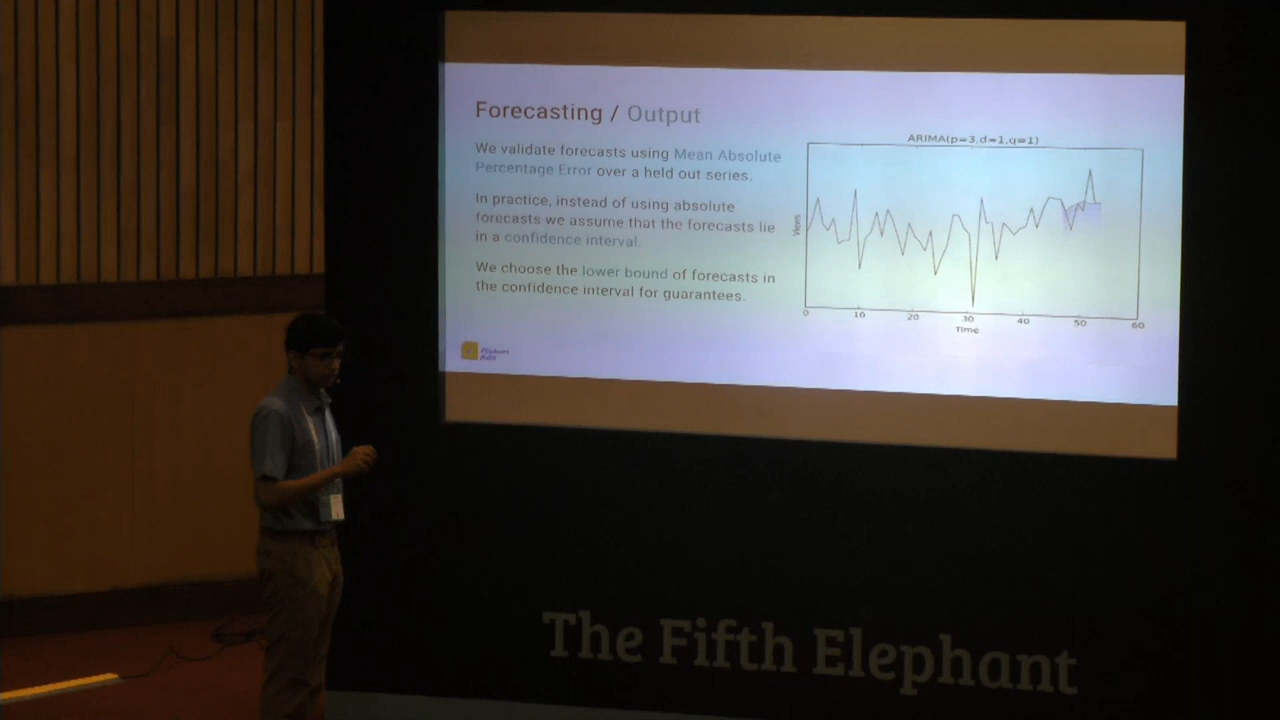 Forecasting / Output
We validate forecasts using Mean Absolute
Percentage Error over a held out series.
In practice, instead of using absolute
forecasts we assume that the forecasts lie
in a confidence interval.
We choose the lower bound of forecasts in
the confidence interval for guarantees.
Flipkart
Ads
ARIMA(p=3,d=1,q=1)
Views
0 10 20 30 40 50 60
Time
The Fifth Elephant